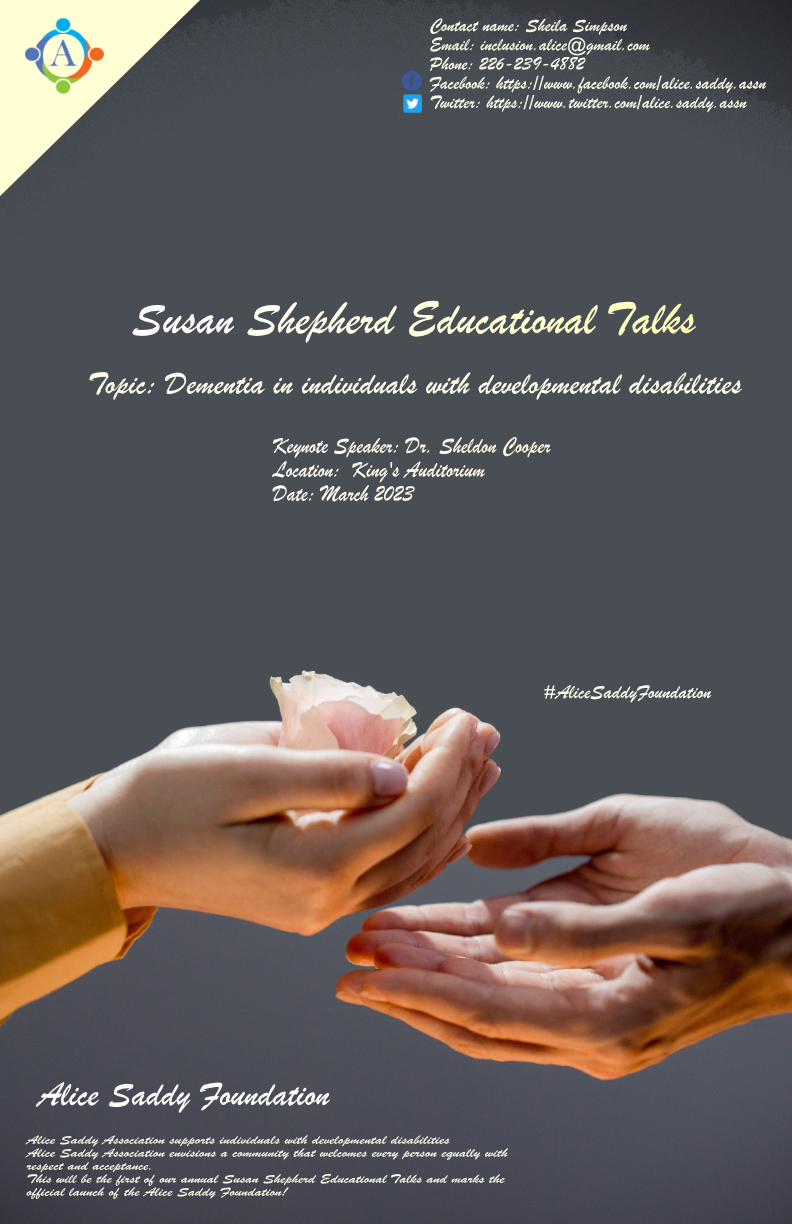 A
Contact name: Sheila Simpson
Email: inclusion.alice@gmail.com
Phone: 226-239-4882
Facebook: https://www.facebook.com/alice.saddy.assn
Twitter: https://www.twitter.com/alice.saddy.assn
Susan Shepherd Educational Talks
Topic: Dementia in individuals with developmental disabilities
Keynote Speaker: Dr. Sheldon Cooper
Location: King's Auditorium
Date: March 2023
#AliceSaddyFoundation
Alice Saddy Foundation
Alice Saddy Association supports individuals with developmental disabilities
Alice Saddy Association envisions a community that welcomes every person equally with
respect and acceptance.
This will be the first of our annual Susan Shepherd Educational Talks and marks the
official launch of the Alice Saddy Foundation!